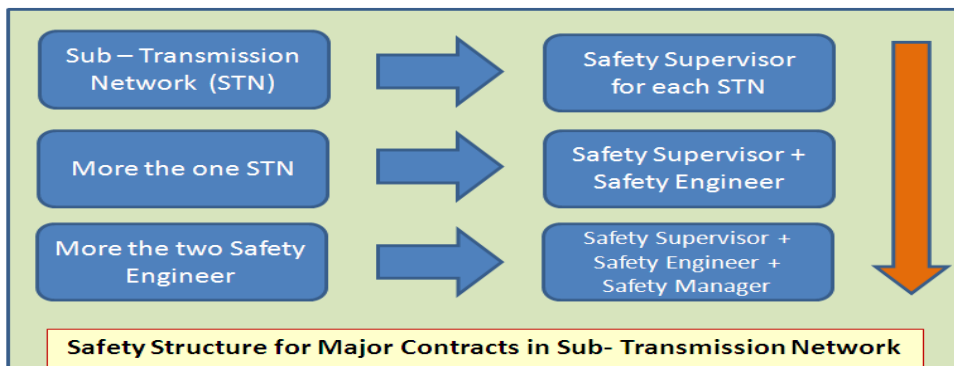 Sub – Transmission
Network (STN)
Safety Supervisor
for each STN
More the one STN
Safety Supervisor +
Safety Engineer
More the two Safety
Engineer
Safety Supervisor +
Safety Engineer +
Safety Manager
Safety Structure for Major Contracts in Sub- Transmission Network